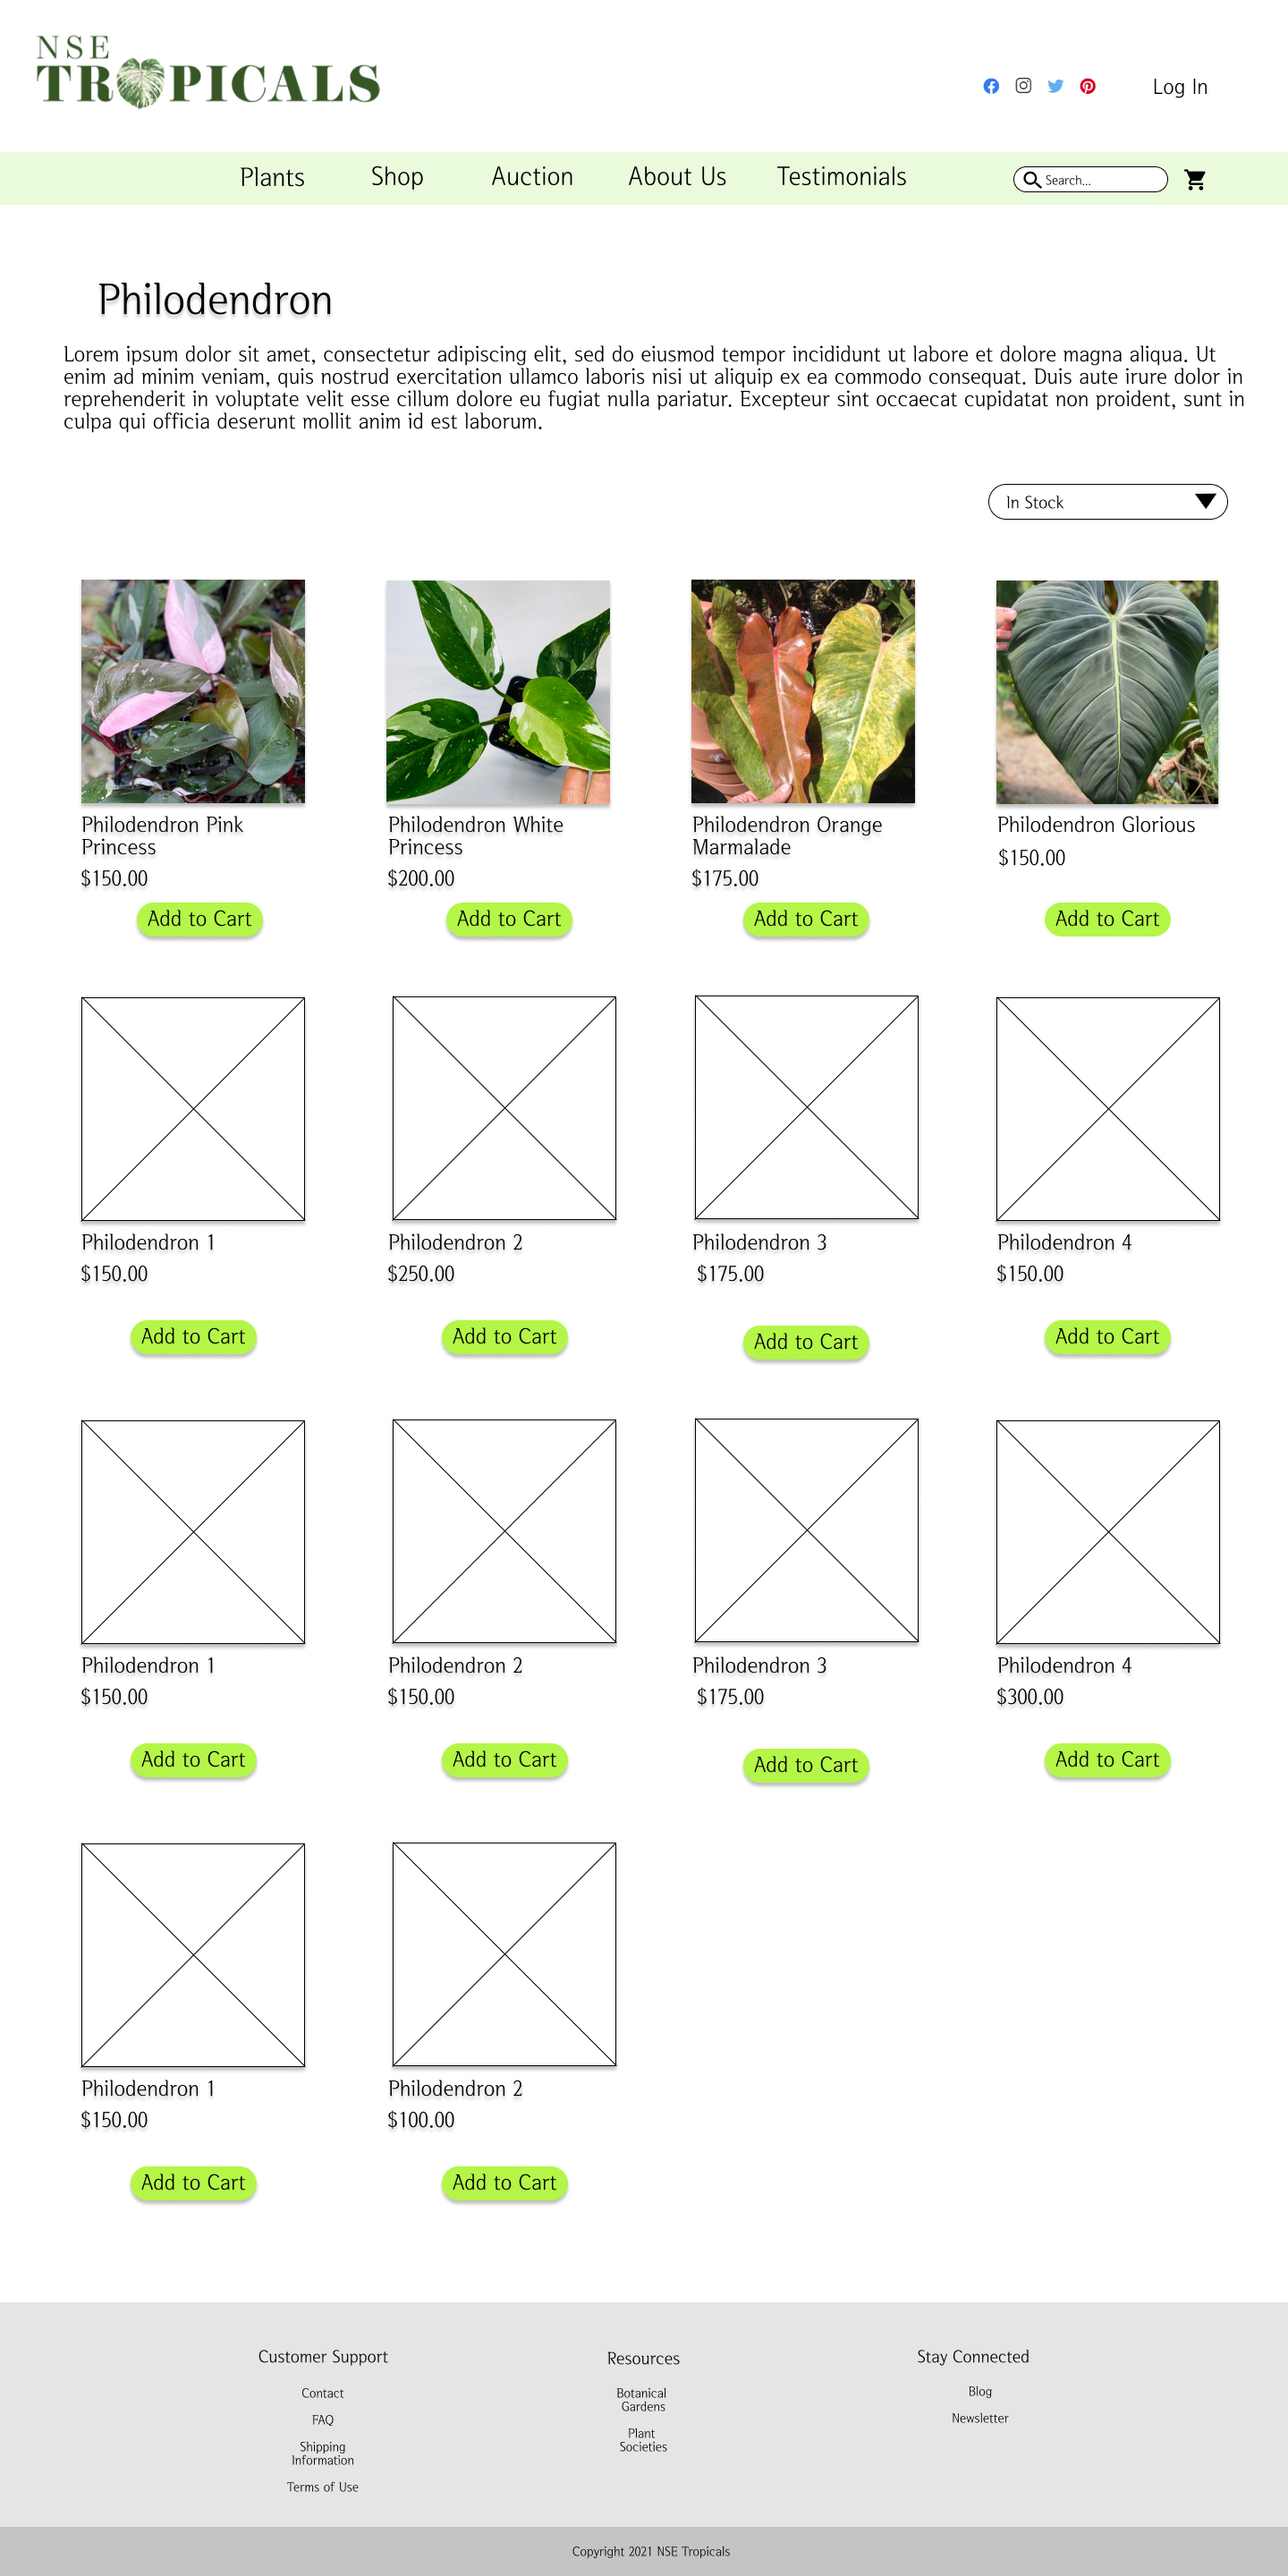 NSE
TROPICALS
Log In
Plants Shop Auction About Us Testimonials Search...
Philodendron
Lorem ipsum dolor sit amet, consectetur adipiscing elit, sed do eiusmod tempor incididunt ut labore et dolore magna aliqua. Ut
enim ad minim veniam, quis nostrud exercitation ullamco laboris nisi ut aliquip ex ea commodo consequat. Duis aute irure dolor in
reprehenderit in voluptate velit esse cillum dolore eu fugiat nulla pariatur. Excepteur sint occaecat cupidatat non proident, sunt in
culpa qui officia deserunt mollit anim id est laborum.
In Stock
Philodendron Pink
Princess
$150.00
Add to Cart
Philodendron White
Princess
$200.00
Add to Cart
Philodendron Orange
Marmalade
$175.00
Add to Cart
Philodendron Glorious
$150.00
Add to Cart
Philodendron 1
$150.00
Add to Cart
Philodendron 2
$250.00
Add to Cart
Philodendron 3
$175.00
Add to Cart
Philodendron 4
$150.00
Add to Cart
Philodendron 1
$150.00
Add to Cart
Philodendron 2
$150.00
Add to Cart
Philodendron 3
$175.00
Add to Cart
Philodendron 4
$300.00
Add to Cart
Philodendron 1
$150.00
Add to Cart
Philodendron 2
$100.00
Add to Cart
Customer Support
Contact
FAQ
Shipping
Information
Terms of Use
Resources
Botanical
Gardens
Plant
Societies
Stay Connected
Blog
Newsletter
Copyright 2021 NSE Tropicals